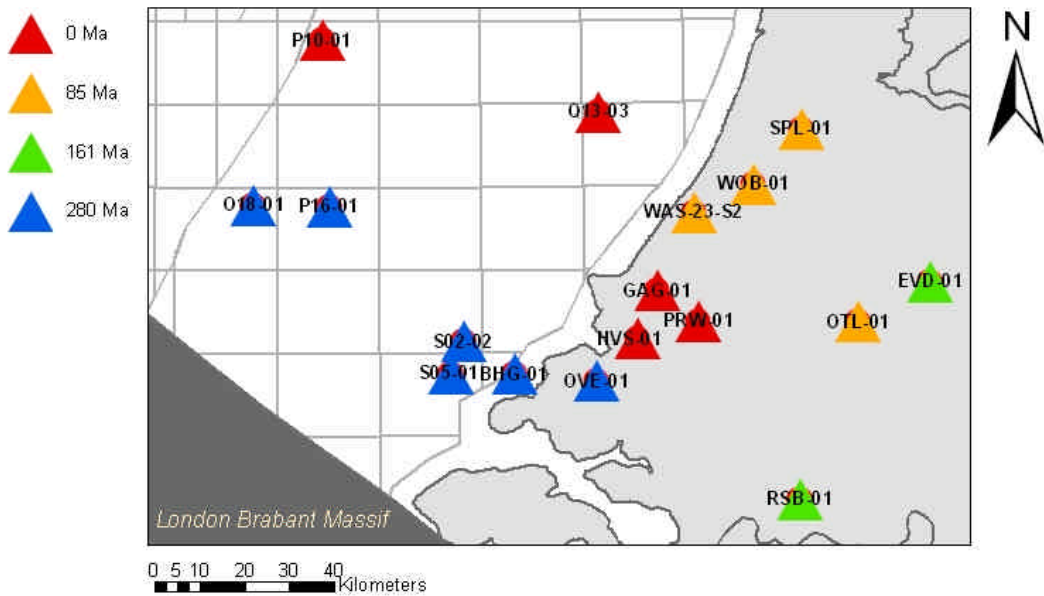 0 Ma
85 Ma
161 Ma
280 Ma
N
P10-01
Q13-03
SPL-01
WOB-01
O18-01
P16-01
WAS-23-S2
EVD-01
GAG-01
PRW-01
OTL-01
HVS-01
S02-02
S05-01
BHG-01
OVE-01
RSB-01
London Brabant Massif
0 5 10 20 30 40
Kilometers